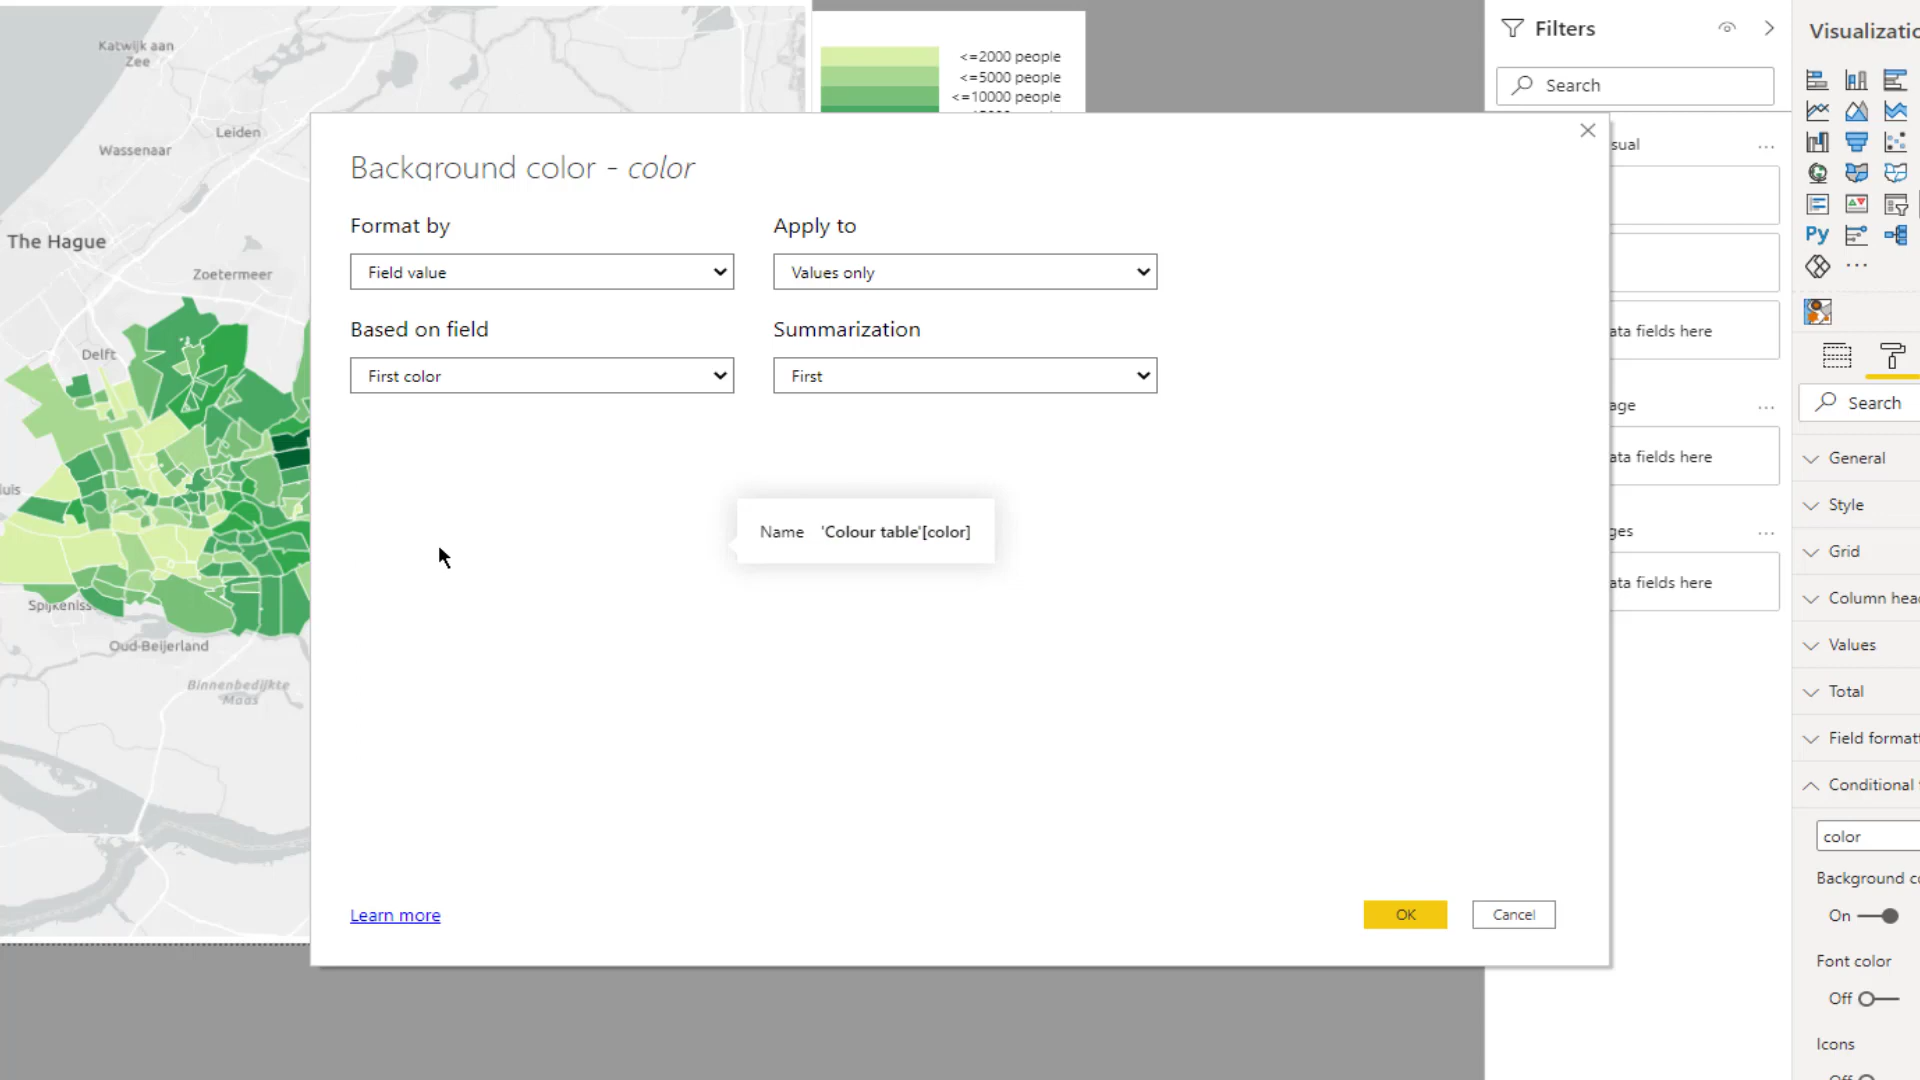 Katwijk aan
Zee
Leiden
Wassenaar
The Hague
Zoetermeer
Delft
Spijkeniss
Oud-Beijerland
Binnenbedijkte
Maas
<=2000 people
<=5000 people
<=10000 people
Background color - color
Format by
Field value
Apply to
Values only
Based on field
First color
Summarization
First
Name 'Colour table'[color]
Learn more
OK
Cancel
Filters
Search
sual
ata fields here
age
ata fields here
ges
ata fields here
Visualizatio
Py
Search
General
Style
Grid
Column head
Values
Total
Field formatt
Conditional f
color
Background co
On
Font color
Off
Icons